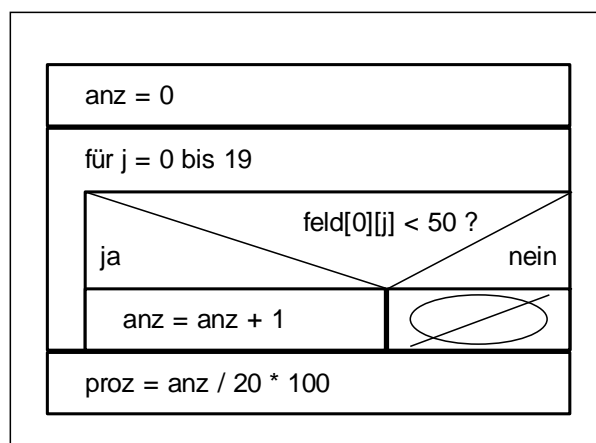 anz = 0
für j = 0 bis 19
feld[0][j] < 50 ?
ja
nein
anz = anz + 1
proz = anz / 20 * 100